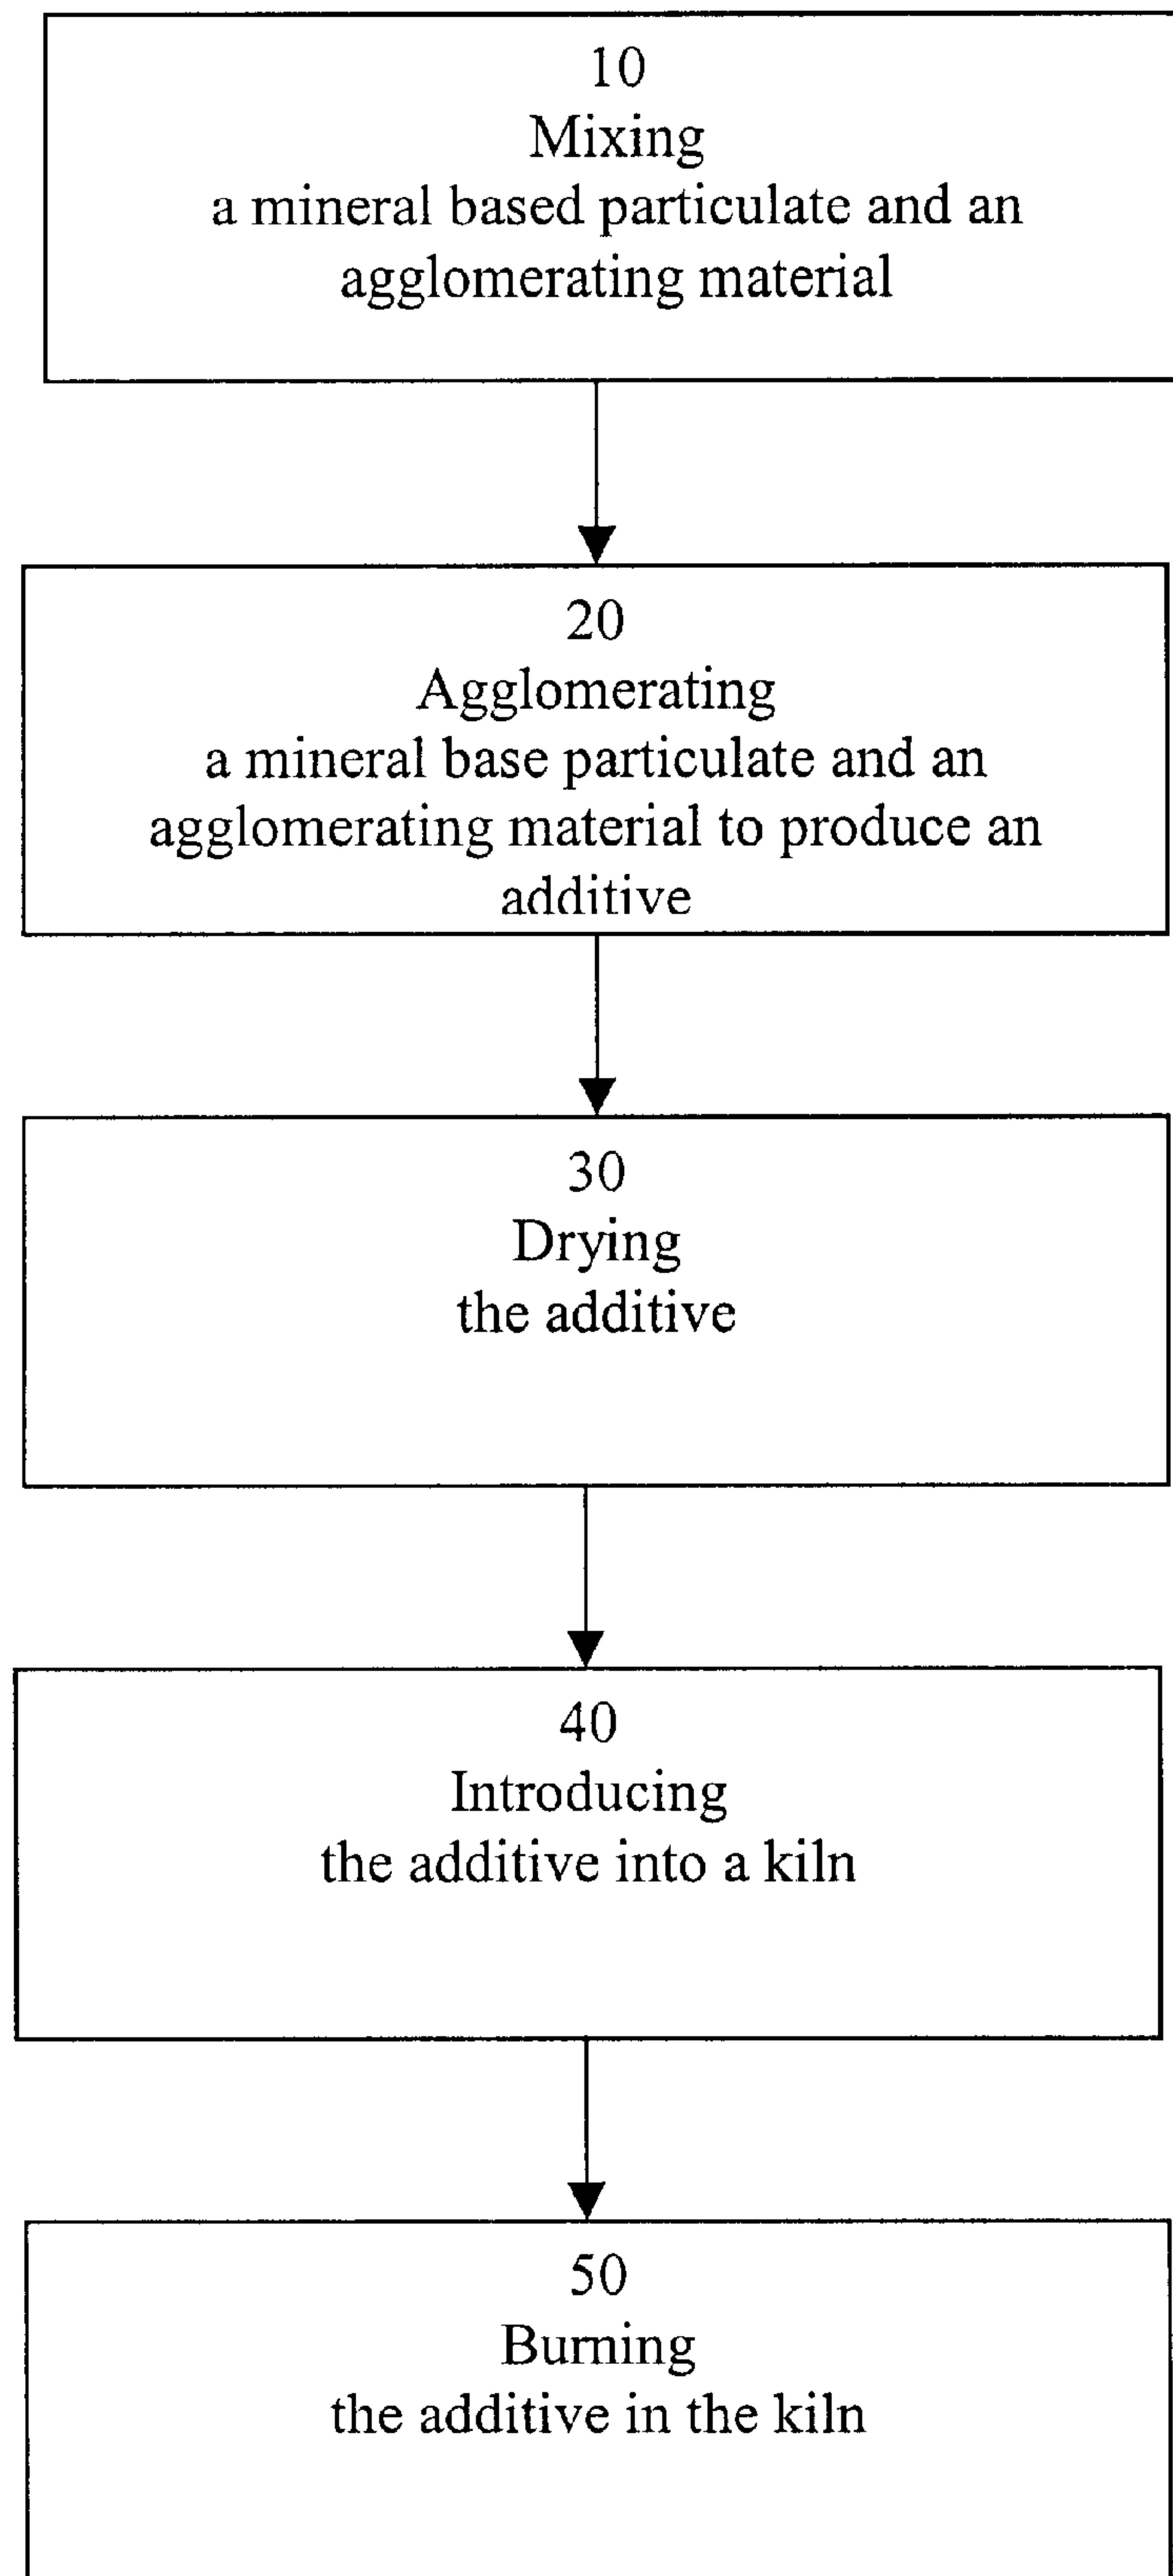 10
Mixing
a mineral based particulate and an
agglomerating material
20
Agglomerating
a mineral base particulate and an
agglomerating material to produce an
additive
30
Drying
the additive
40
Introducing
the additive into a kiln
50
Burning
the additive in the kiln